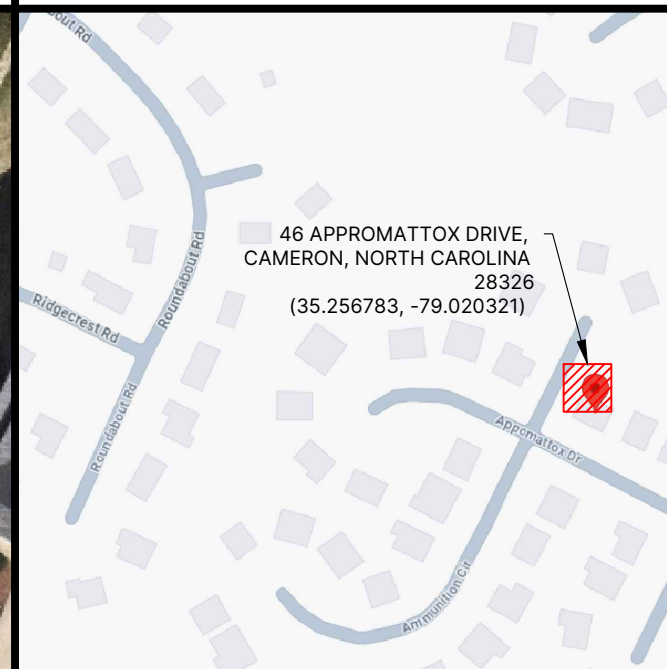 bout Rd
46 APPROMATTOX DRIVE,
CAMERON, NORTH CAROLINA
28326
(35.256783, -79.020321)
Roundabout Rd
Ridgecrest Rd
Roundabout Rd
Appomattox Dr
Ammunition Cir